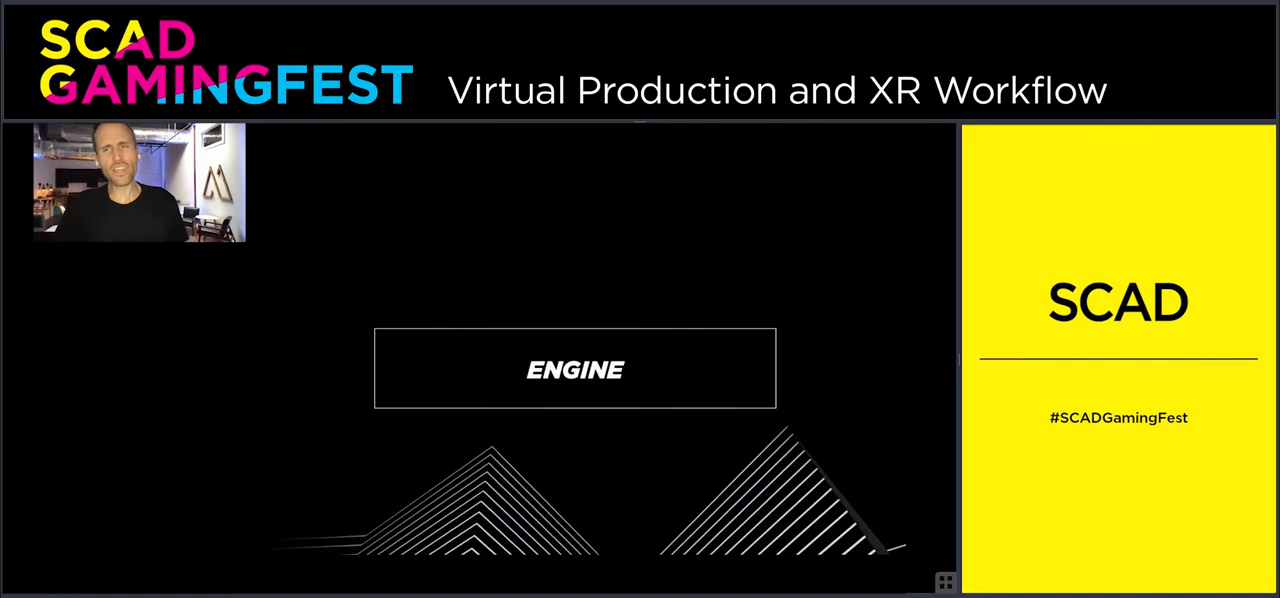 SCAD
GAMINGFEST
Virtual Production and XR Workflow
ENGINE
SCAD
#SCADGamingFest